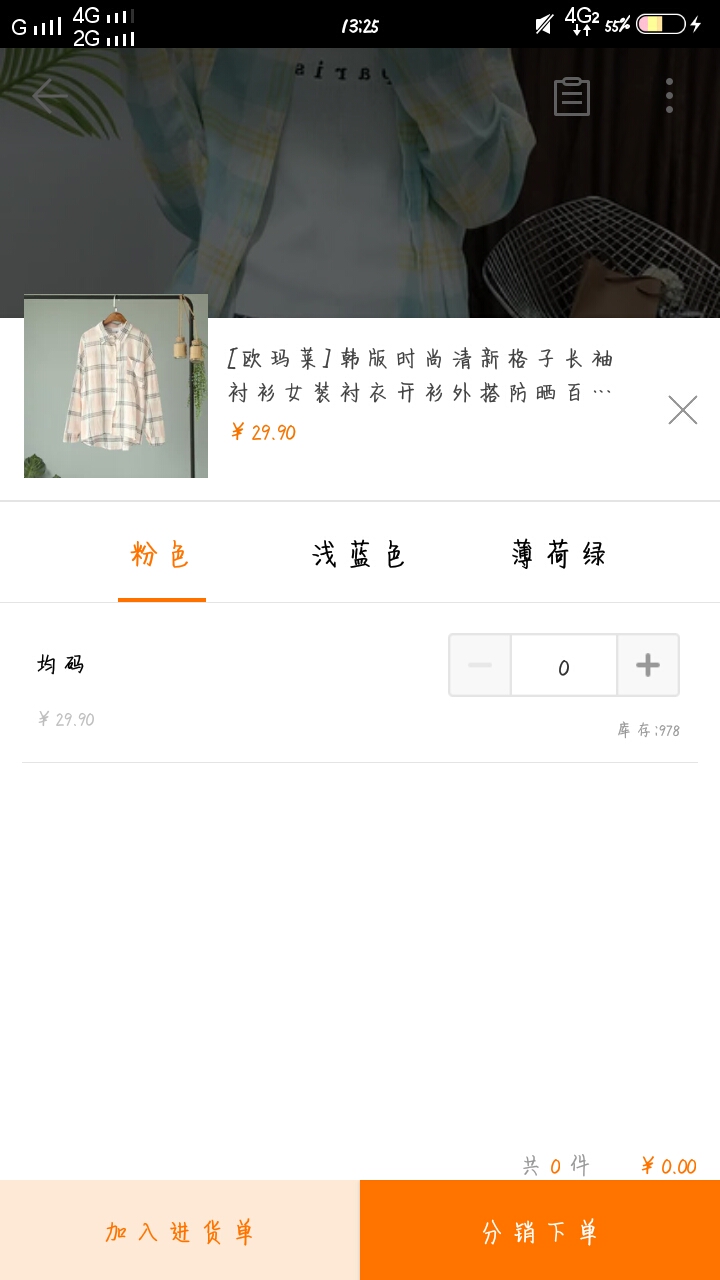 G 4G 2G 13:25 4G2 55%
yaris
[欧玛莱]韩版时尚清新格子长袖
衬衫女装衬衣开衫外搭防晒百…
¥ 29.90
粉色 浅蓝色 薄荷绿
均码
0
¥ 29.90
库存:978
共 0 件 ¥ 0.00
加入进货单 分销下单